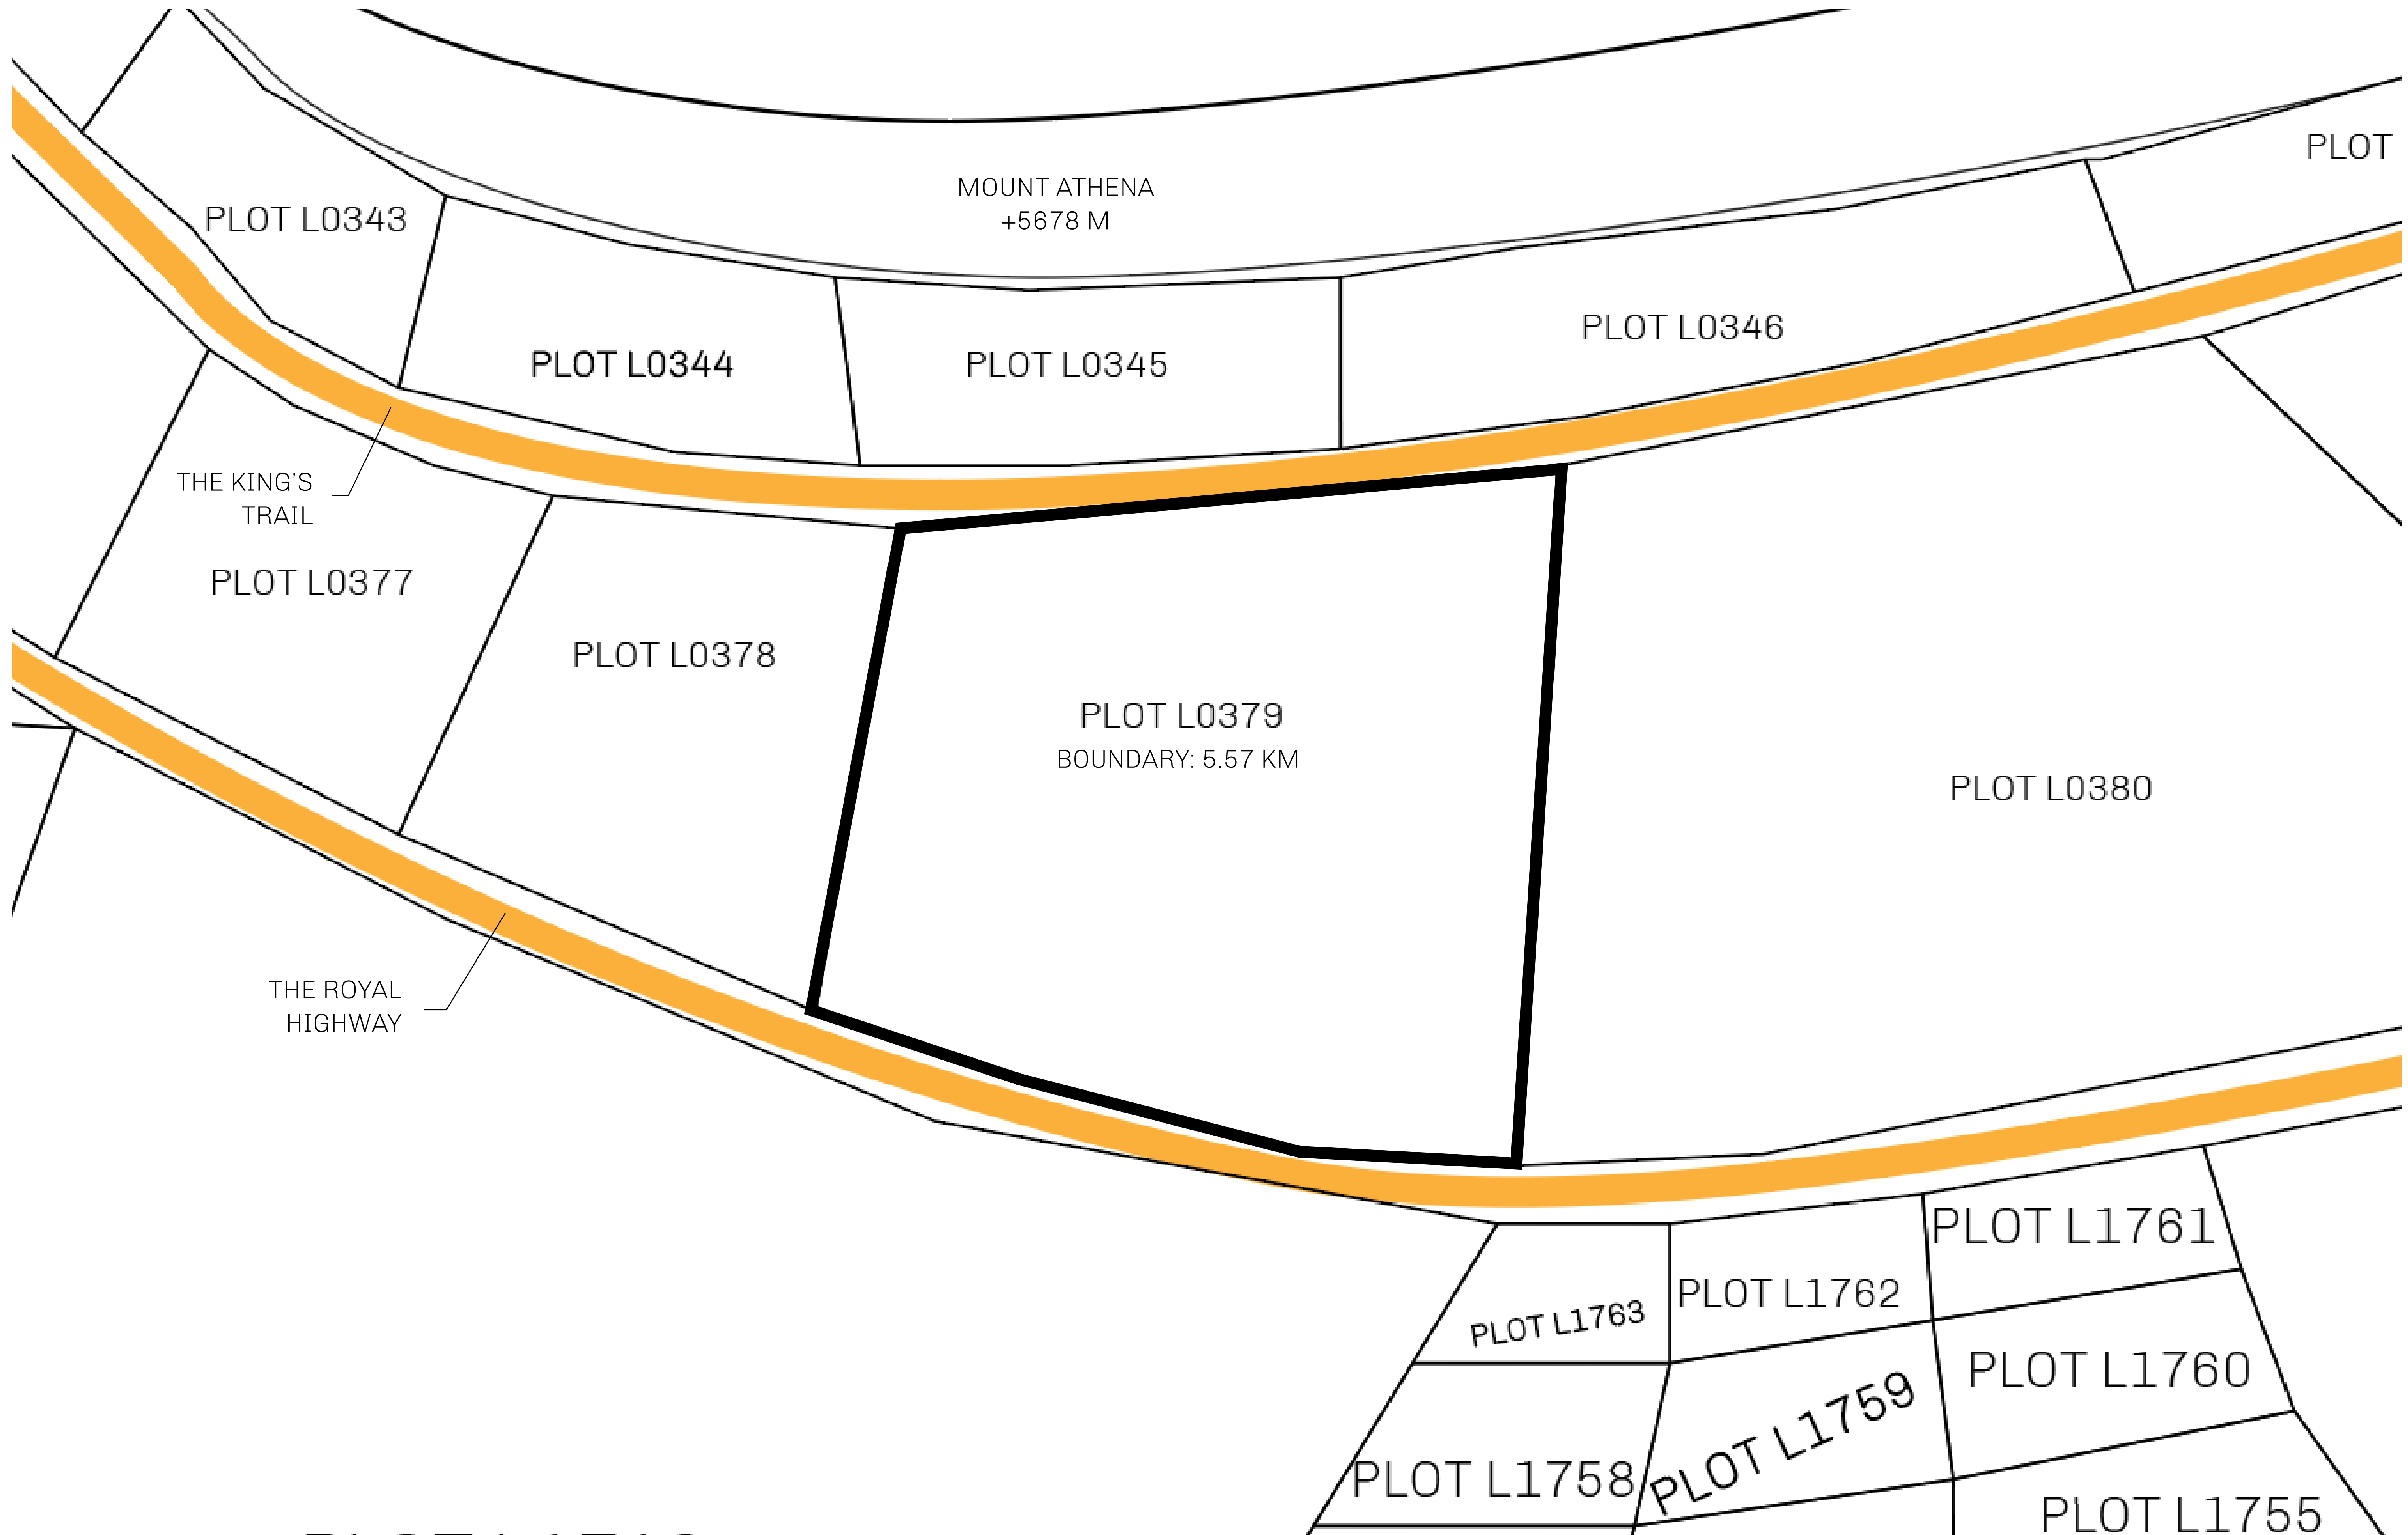 MOUNT ATHENA
+5678 M
PLOT
PLOT L0343
PLOT L0344
PLOT L0345
PLOT L0346
THE KING'S
TRAIL
PLOT L0377
PLOT L0378
PLOT L0379
BOUNDARY: 5.57 KM
PLOT L0380
THE ROYAL
HIGHWAY
PLOT L1763
PLOT L1762
PLOT L1761
PLOT L1758
PLOT L1759
PLOT L1760
PLOT L1755